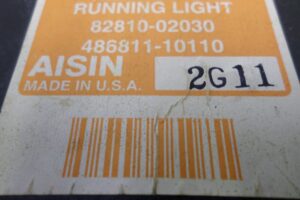 RUNNING LIGHT
82810-02030
486811-10110
AISIN 2G11
MADE IN U.S.A.